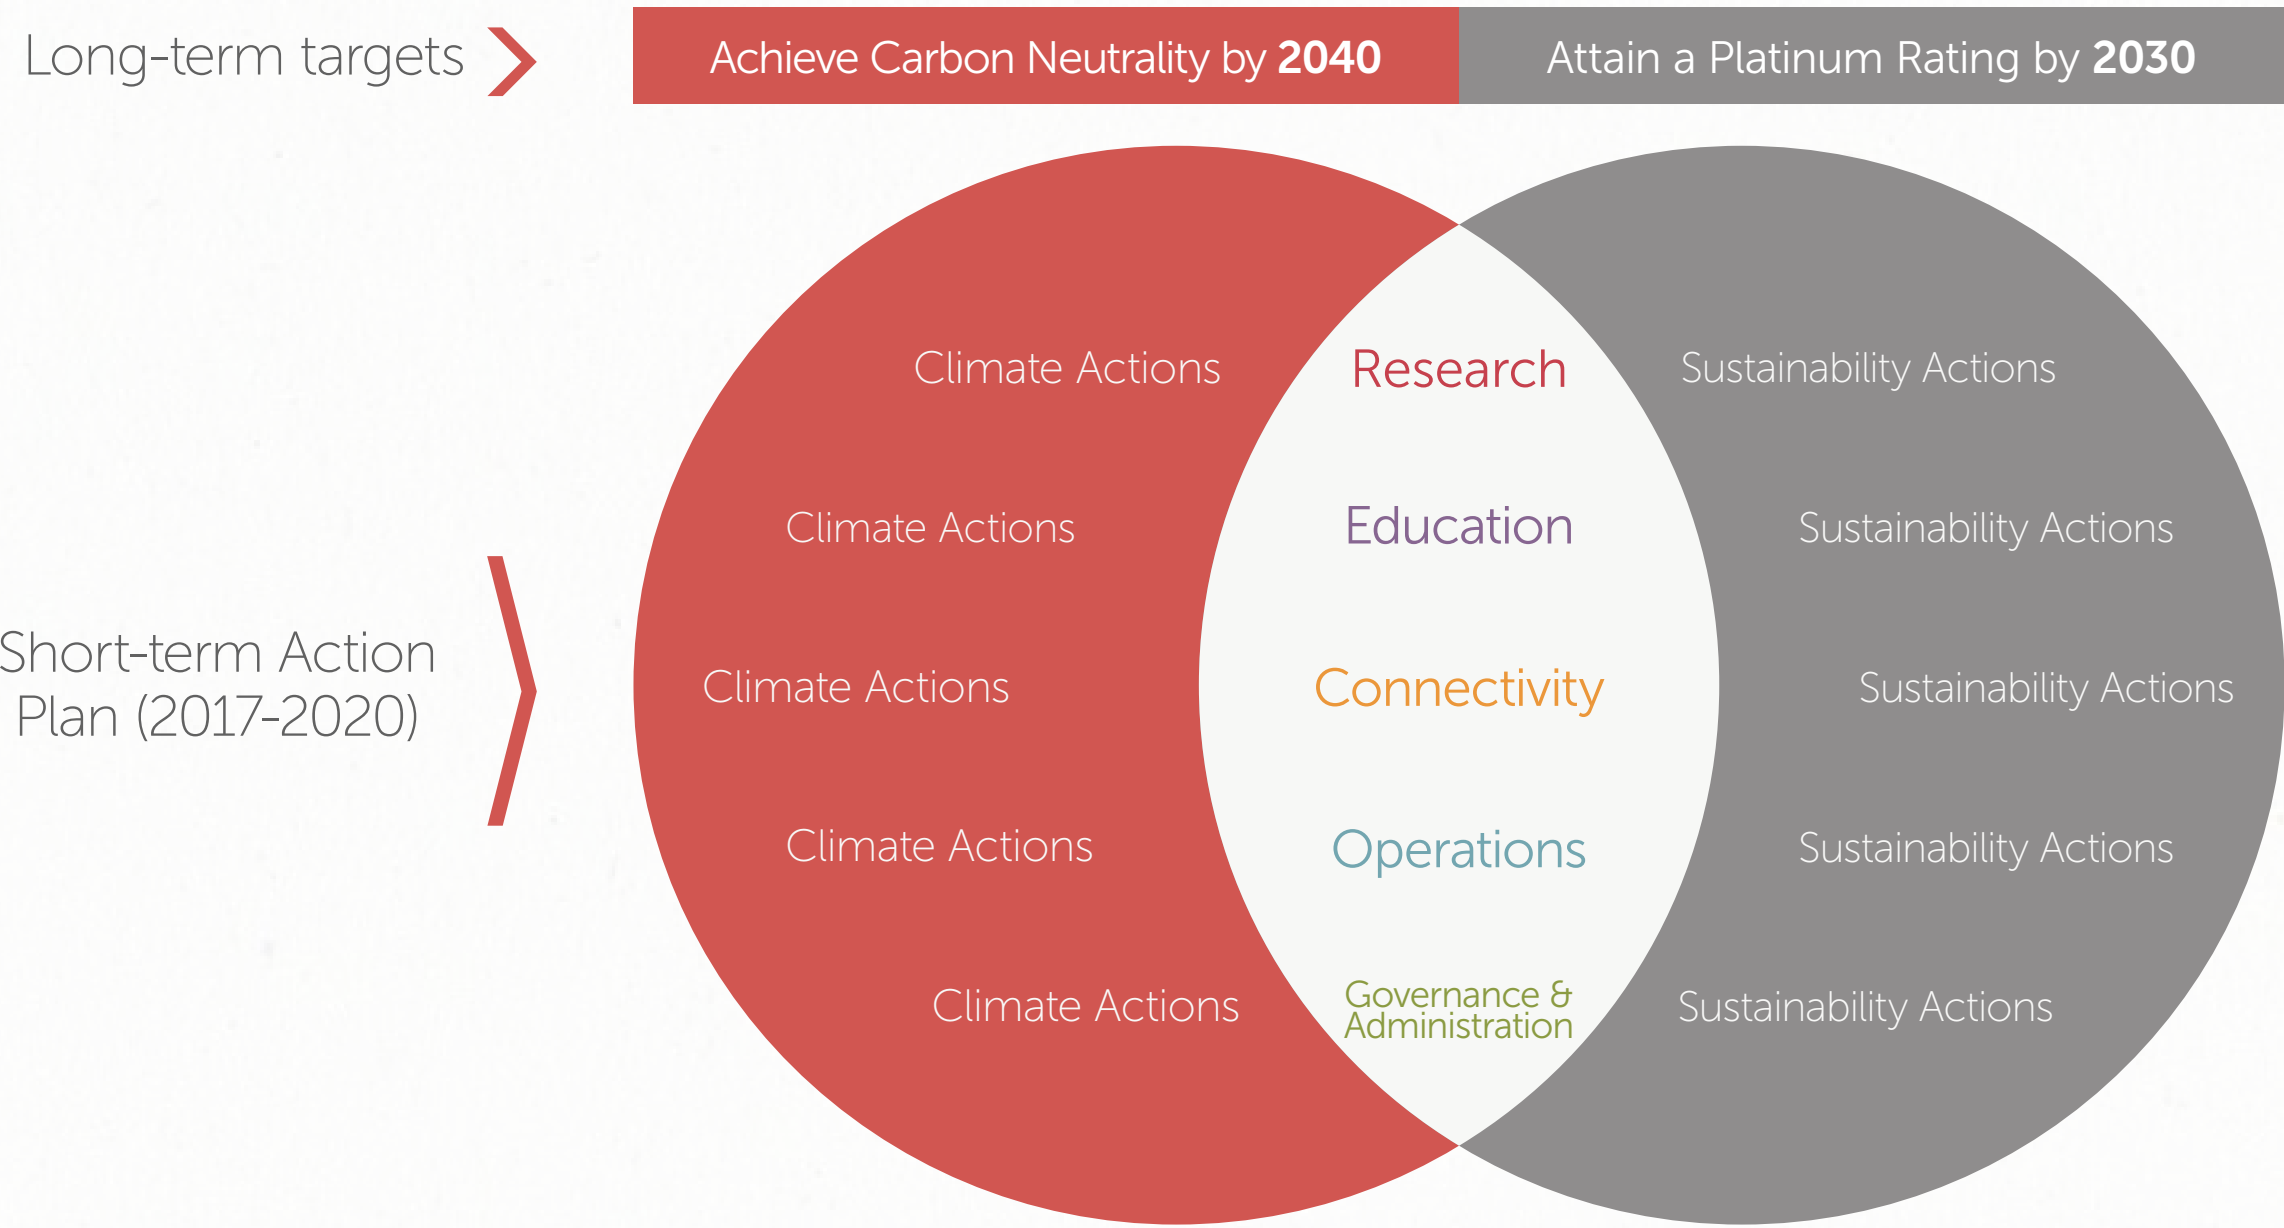 Long-term targets
Achieve Carbon Neutrality by 2040
Attain a Platinum Rating by 2030
Climate Actions
Research
Sustainability Actions
Climate Actions
Education
Sustainability Actions
Short-term Action
Plan (2017-2020)
Climate Actions
Connectivity
Sustainability Actions
Climate Actions
Operations
Sustainability Actions
Climate Actions
Governance &
Administration
Sustainability Actions